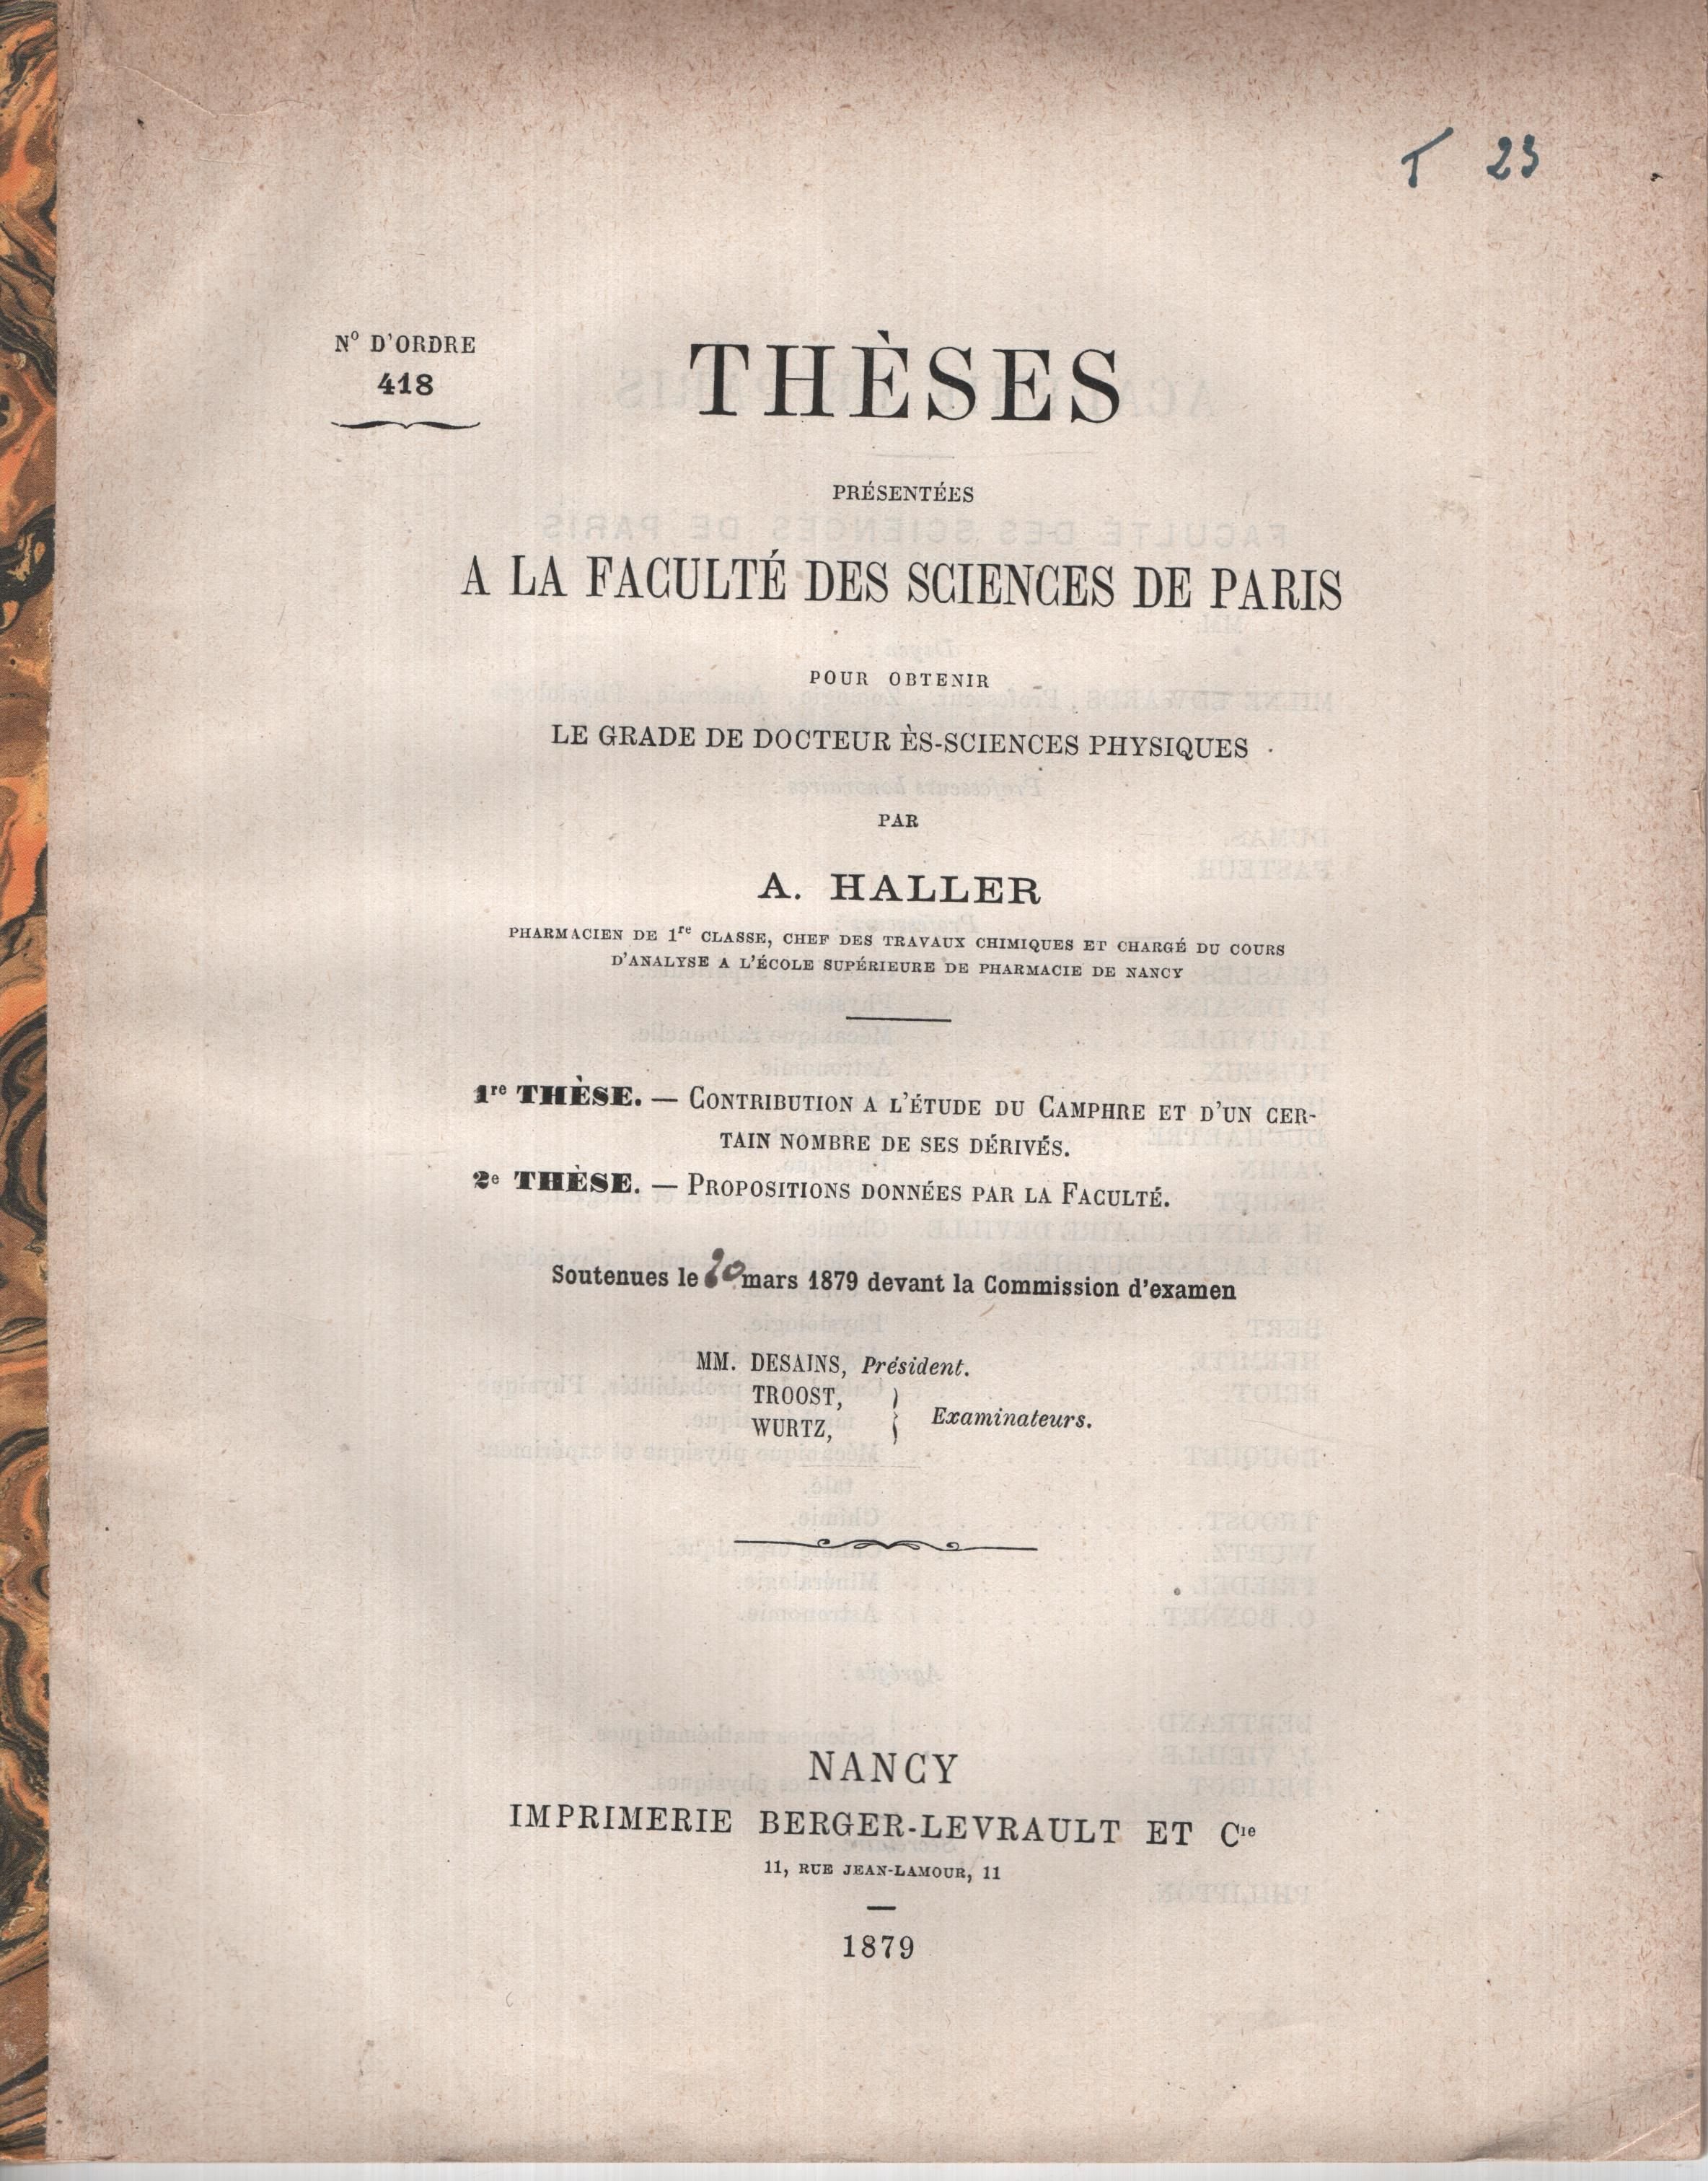 T 23
N° D'ORDRE
418
THÈSES
PRÉSENTÉES
A LA FACULTÉ DES SCIENCES DE PARIS
POUR OBTENIR
LE GRADE DE DOCTEUR ÈS-SCIENCES PHYSIQUES
PAR
A. HALLER
PHARMACIEN DE 1re CLASSE, CHEF DES TRAVAUX CHIMIQUES ET CHARGÉ DU COURS
D'ANALYSE A L'ÉCOLE SUPÉRIEURE DE PHARMACIE DE NANCY
1re THÈSE. — CONTRIBUTION A L'ÉTUDE DU CAMPHRE ET D'UN CER-
TAIN NOMBRE DE SES DÉRIVÉS.
2e THÈSE. — PROPOSITIONS DONNÉES PAR LA FACULTÉ.
Soutenues le 20 mars 1879 devant la Commission d'examen
MM. DESAINS, Président.
TROOST,
WURTZ,
Examinateurs.
NANCY
IMPRIMERIE BERGER-LEVRAULT ET Cie
11, RUE JEAN-LAMOUR, 11
1879